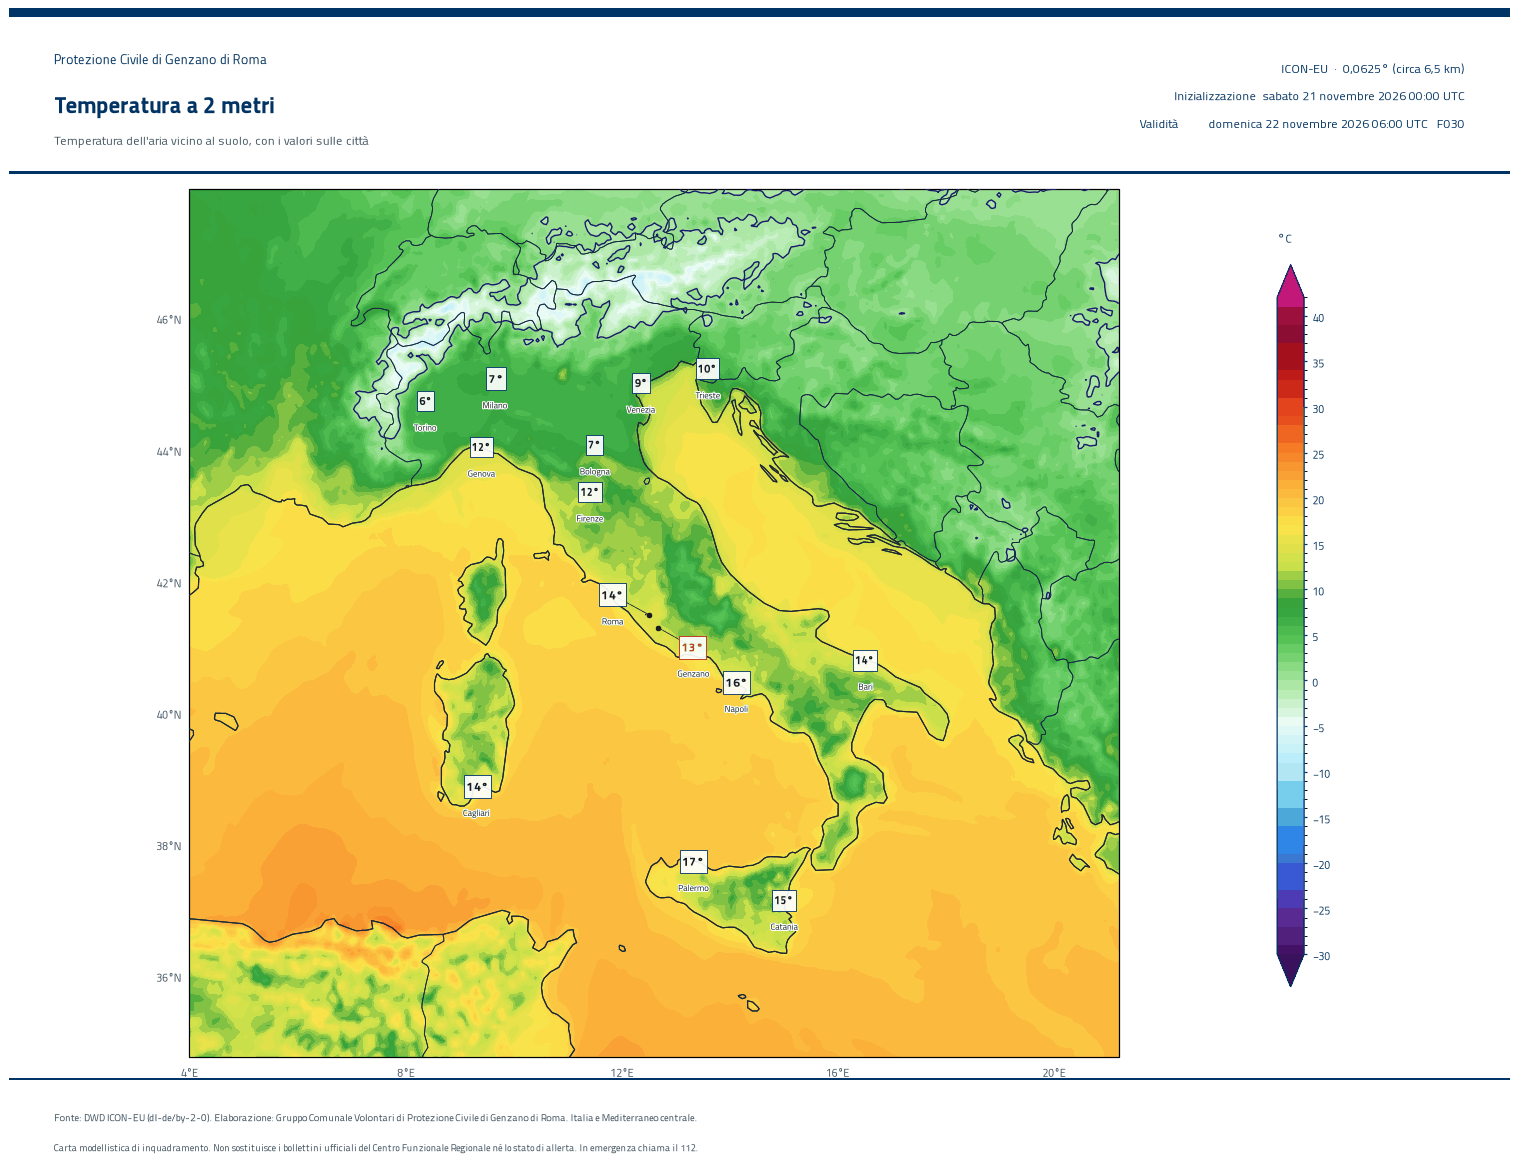 Protezione Civile di Genzano di Roma
Temperatura a 2 metri
Temperatura dell'aria vicino al suolo, con i valori sulle città
ICON-EU · 0,0625° (circa 6,5 km)
Inizializzazione sabato 21 novembre 2026 00:00 UTC
Validità domenica 22 novembre 2026 06:00 UTC F030
°C
40
35
30
25
20
15
10
5
0
−5
−10
−15
−20
−25
−30
46°N
44°N
42°N
40°N
38°N
36°N
4°E
8°E
12°E
16°E
20°E
10°
Trieste
9°
Venezia
7°
Milano
6°
Torino
12°
Genova
7°
Bologna
12°
Firenze
14°
Roma
13°
Genzano
14°
Bari
16°
Napoli
14°
Cagliari
17°
Palermo
15°
Catania
Fonte: DWD ICON-EU (dl-de/by-2-0). Elaborazione: Gruppo Comunale Volontari di Protezione Civile di Genzano di Roma. Italia e Mediterraneo centrale.
Carta modellistica di inquadramento. Non sostituisce i bollettini ufficiali del Centro Funzionale Regionale né lo stato di allerta. In emergenza chiama il 112.